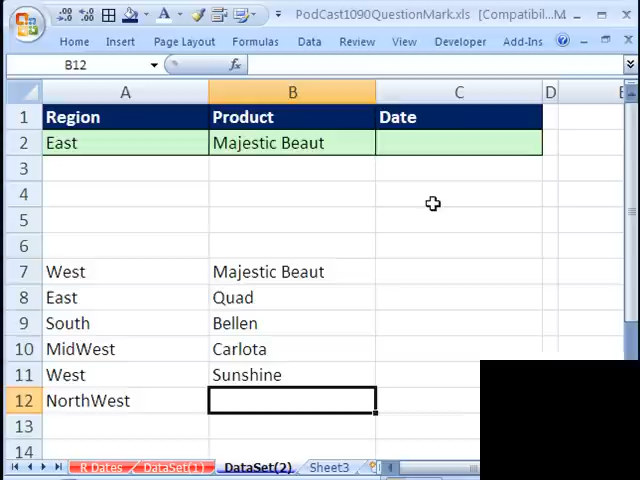 PodCast1090QuestionMark.xls [Compatibil... M
Home Insert Page Layout Formulas Data Review View Developer Add-Ins
B12 fx
A B C D E
1 Region Product Date
2 East Majestic Beaut
3
4
5
6
7 West Majestic Beaut
8 East Quad
9 South Bellen
10 MidWest Carlota
11 West Sunshine
12 NorthWest
13
14
R Dates DataSet(1) DataSet(2) Sheet3